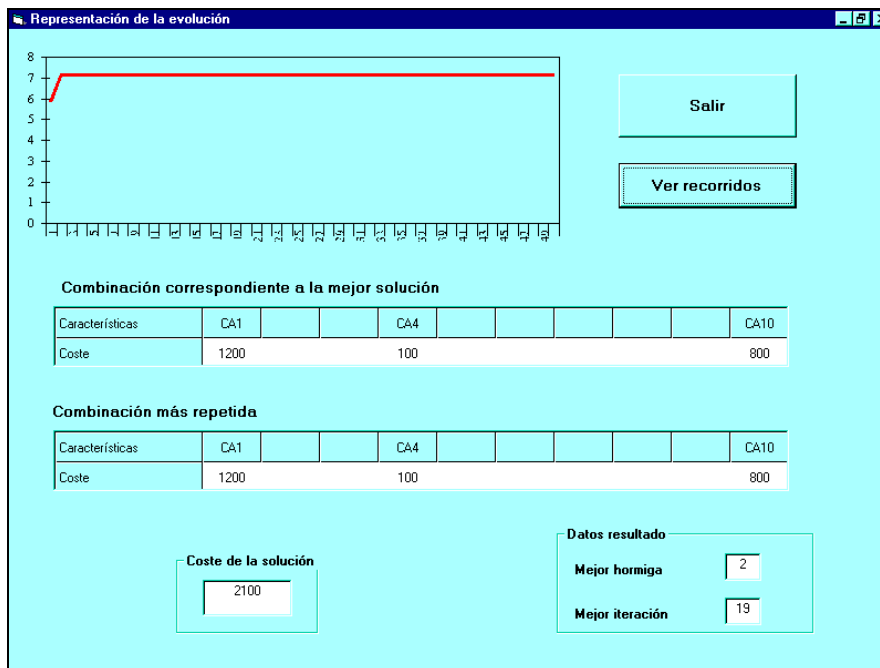 Representación de la evolución
8
7
6
5
4
3
2
1
0
Salir
Ver recorridos
Combinación correspondiente a la mejor solución
Características CA1 CA4 CA10
Coste 1200 100 800
Combinación más repetida
Características CA1 CA4 CA10
Coste 1200 100 800
Coste de la solución
2100
Datos resultado
Mejor hormiga 2
Mejor iteración 19